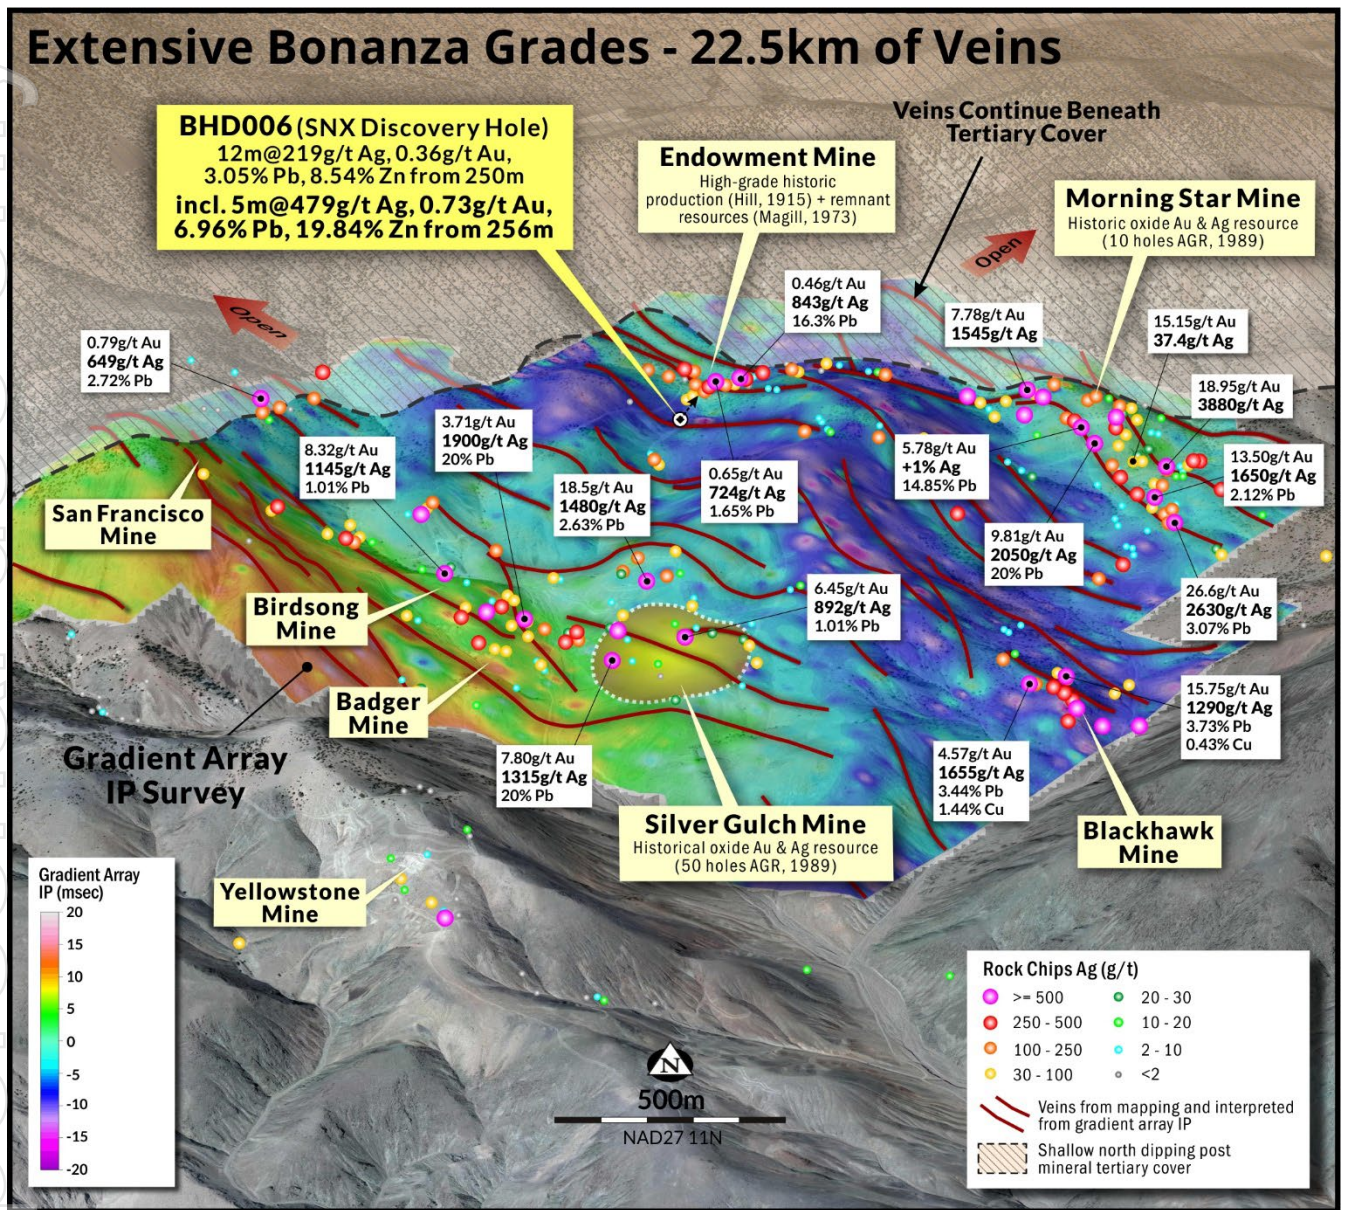 Extensive Bonanza Grades - 22.5km of Veins
BHD006 (SNX Discovery Hole)
12m@219g/t Ag, 0.36g/t Au,
3.05% Pb, 8.54% Zn from 250m
incl. 5m@479g/t Ag, 0.73g/t Au,
6.96% Pb, 19.84% Zn from 256m
Veins Continue Beneath
Tertiary Cover
Endowment Mine
High-grade historic
production (Hill, 1915) + remnant
resources (Magill, 1973)
Morning Star Mine
Historic oxide Au & Ag resource
(10 holes AGR, 1989)
Open
Open
0.46g/t Au
843g/t Ag
16.3% Pb
7.78g/t Au
1545g/t Ag
15.15g/t Au
37.4g/t Ag
0.79g/t Au
649g/t Ag
2.72% Pb
18.95g/t Au
3880g/t Ag
3.71g/t Au
1900g/t Ag
20% Pb
8.32g/t Au
1145g/t Ag
1.01% Pb
5.78g/t Au
+1% Ag
14.85% Pb
13.50g/t Au
1650g/t Ag
2.12% Pb
0.65g/t Au
724g/t Ag
1.65% Pb
18.5g/t Au
1480g/t Ag
2.63% Pb
San Francisco
Mine
9.81g/t Au
2050g/t Ag
20% Pb
6.45g/t Au
892g/t Ag
1.01% Pb
26.6g/t Au
2630g/t Ag
3.07% Pb
Birdsong
Mine
Badger
Mine
15.75g/t Au
1290g/t Ag
3.73% Pb
0.43% Cu
Gradient Array
IP Survey
7.80g/t Au
1315g/t Ag
20% Pb
4.57g/t Au
1655g/t Ag
3.44% Pb
1.44% Cu
Silver Gulch Mine
Historical oxide Au & Ag resource
(50 holes AGR, 1989)
Blackhawk
Mine
Yellowstone
Mine
Gradient Array
IP (msec)
20
15
10
5
0
-5
-10
-15
-20
N
500m
NAD27 11N
Rock Chips Ag (g/t)
>= 500
250 - 500
100 - 250
30 - 100
20 - 30
10 - 20
2 - 10
<2
Veins from mapping and interpreted
from gradient array IP
Shallow north dipping post
mineral tertiary cover